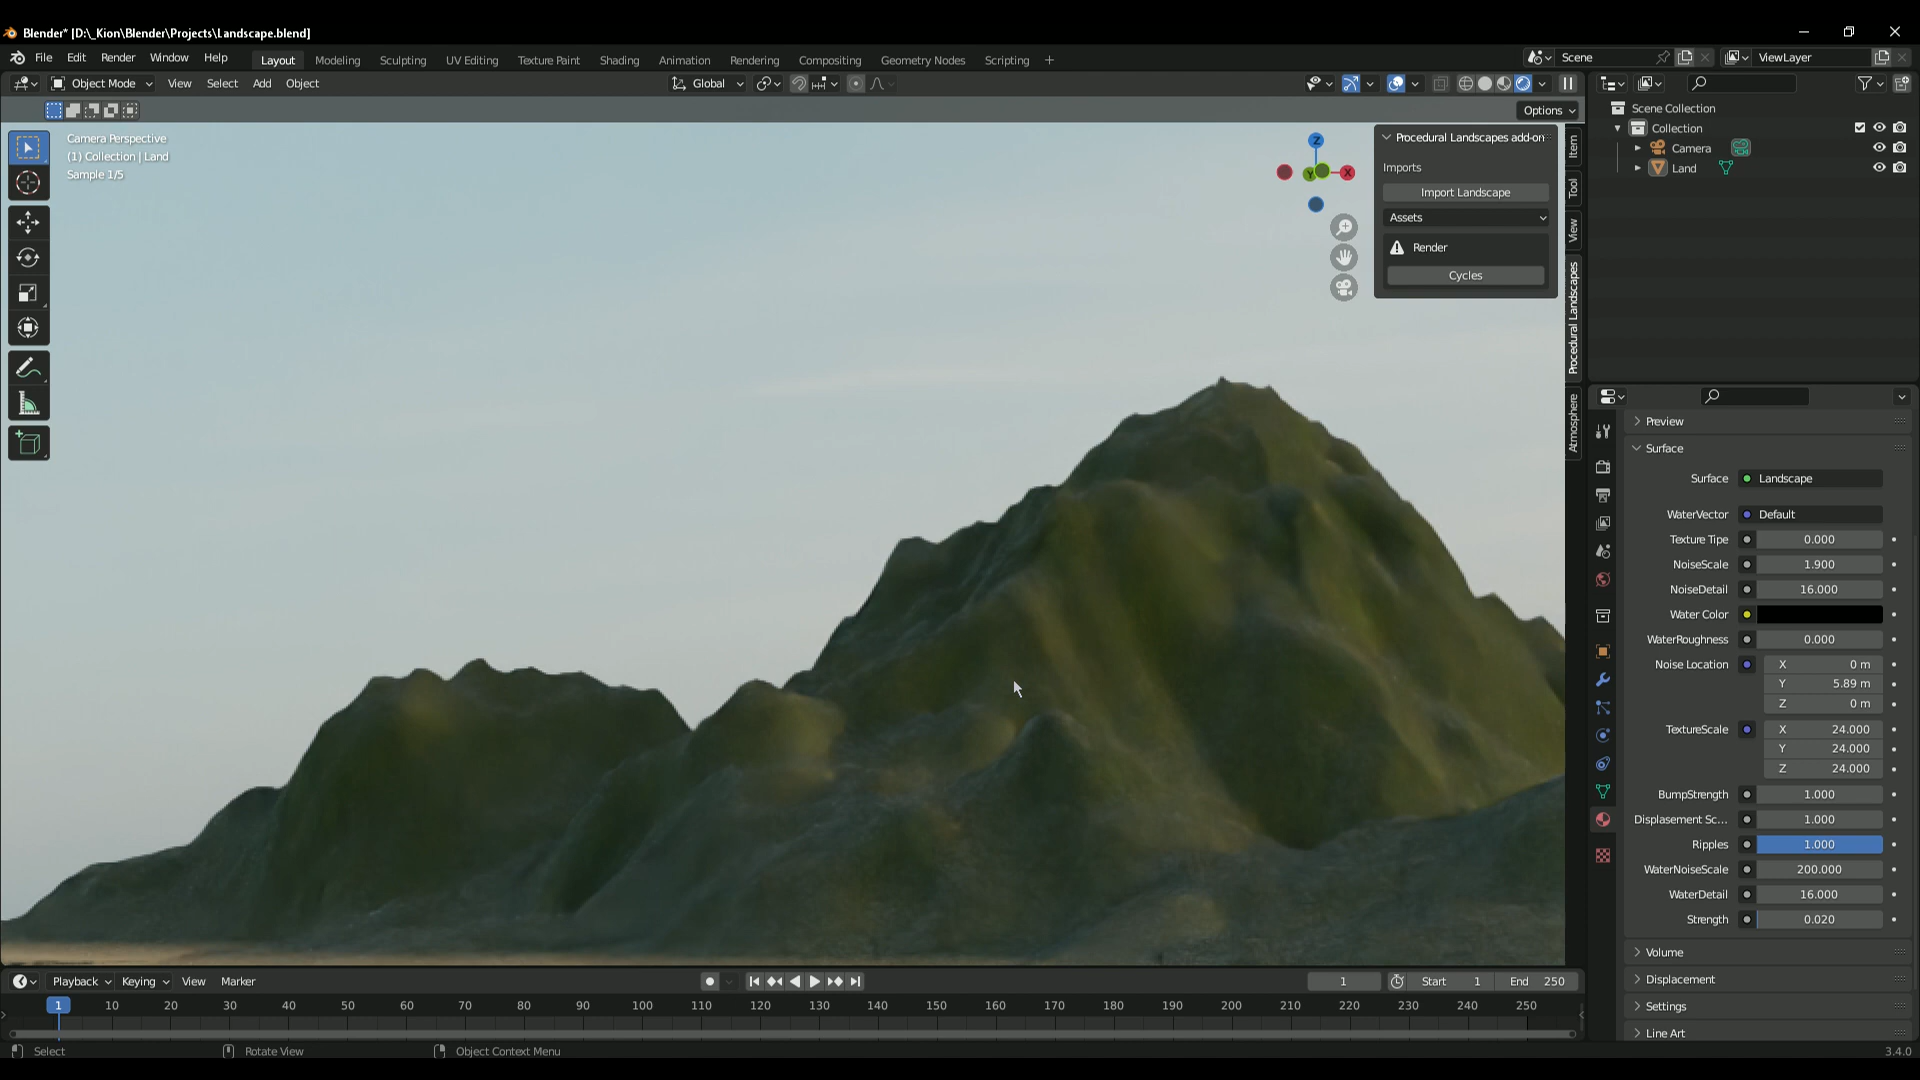 Blender* [D:\_Kion\Blender\Projects\Landscape.blend]
File Edit Render Window Help Layout Modeling Sculpting UV Editing Texture Paint Shading Animation Rendering Compositing Geometry Nodes Scripting + Scene ViewLayer
Object Mode View Select Add Object Global
Options
Camera Perspective
(1) Collection | Land
Sample 1/5
Z
Y
X
Procedural Landscapes add-on
Imports
Import Landscape
Assets
Render
Cycles
Item
Tool
View
Procedural Landscapes
Atmosphere
Scene Collection
Collection
Camera
Land
Preview
Surface
Surface Landscape
WaterVector Default
Texture Tipe 0.000
NoiseScale 1.900
NoiseDetail 16.000
Water Color
WaterRoughness 0.000
Noise Location X 0 m
Y 5.89 m
Z 0 m
TextureScale X 24.000
Y 24.000
Z 24.000
BumpStrength 1.000
Displasement Sc... 1.000
Ripples 1.000
WaterNoiseScale 200.000
WaterDetail 16.000
Strength 0.020
Volume
Displacement
Settings
Line Art
Playback Keying View Marker 1 Start 1 End 250
1 10 20 30 40 50 60 70 80 90 100 110 120 130 140 150 160 170 180 190 200 210 220 230 240 250
Select Rotate View Object Context Menu 3.4.0